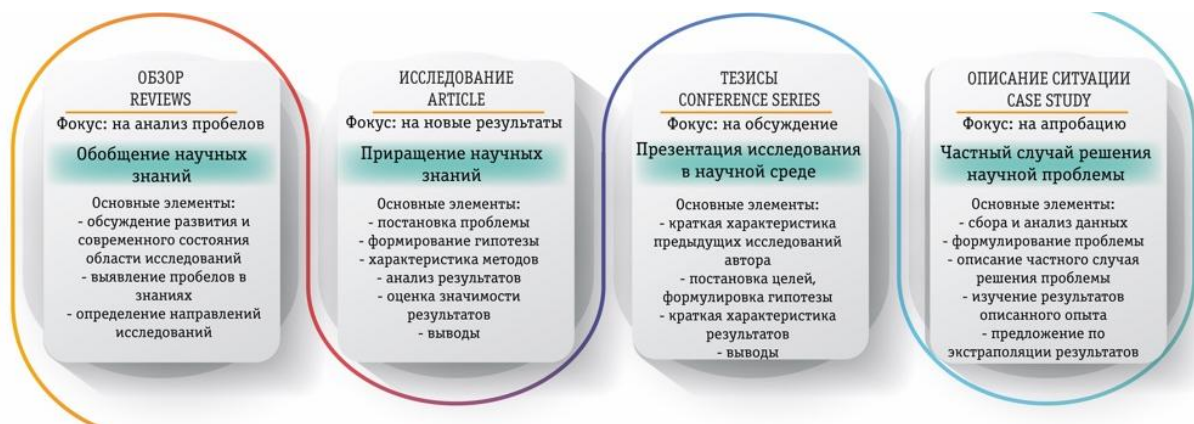 ОБЗОР
REVIEWS
Фокус: на анализ пробелов
Обобщение научных
знаний
Основные элементы:
- обсуждение развития и
современного состояния
области исследований
- выявление пробелов в
знаниях
- определение направлений
исследований
ИССЛЕДОВАНИЕ
ARTICLE
Фокус: на новые результаты
Приращение научных
знаний
Основные элементы:
- постановка проблемы
- формирование гипотезы
- характеристика методов
- анализ результатов
- оценка значимости
результатов
- выводы
ТЕЗИСЫ
CONFERENCE SERIES
Фокус: на обсуждение
Презентация исследования
в научной среде
Основные элементы:
- краткая характеристика
предыдущих исследований
автора
- постановка целей,
формулировка гипотезы
- краткая характеристика
результатов
- выводы
ОПИСАНИЕ СИТУАЦИИ
CASE STUDY
Фокус: на апробацию
Частный случай решения
научной проблемы
Основные элементы:
- сбора и анализ данных
- формулирование проблемы
- описание частного случая
решения проблемы
- изучение результатов
описанного опыта
- предложение по
экстраполяции результатов